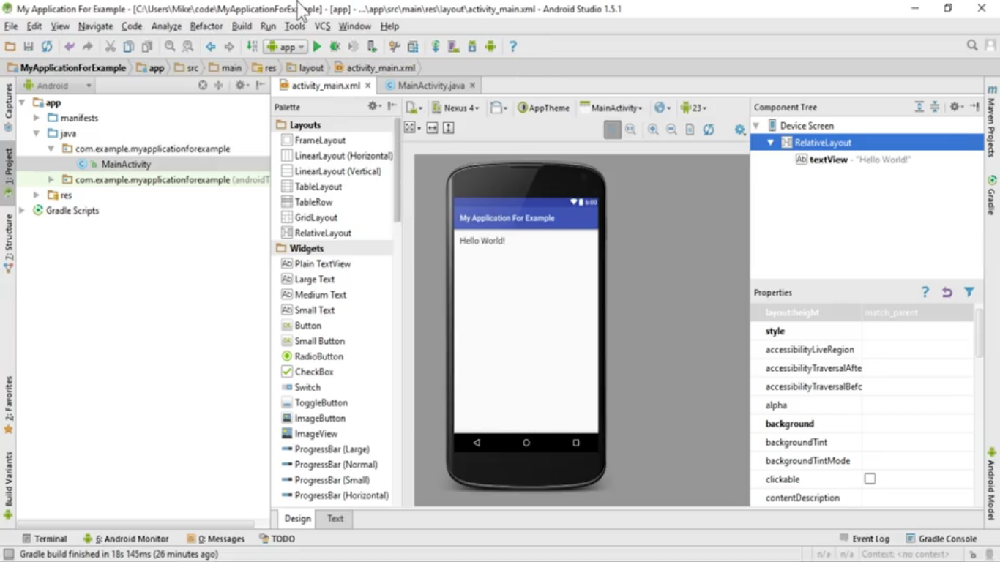 My Application For Example - [C:\Users\Mike\code\MyApplicationForExample] - [app] - ...\app\src\main\res\layout\activity_main.xml - Android Studio 1.5.1
File Edit View Navigate Code Analyze Refactor Build Run Tools VCS Window Help
app
MyApplicationForExample app src main res layout activity_main.xml
Android
activity_main.xml MainActivity.java
Captures
1: Project
7: Structure
2: Favorites
Build Variants
app
manifests
java
com.example.myapplicationforexample
MainActivity
com.example.myapplicationforexample (androidT
res
Gradle Scripts
Palette
Layouts
FrameLayout
LinearLayout (Horizontal)
LinearLayout (Vertical)
TableLayout
TableRow
GridLayout
RelativeLayout
Widgets
Ab Plain TextView
Ab Large Text
Ab Medium Text
Ab Small Text
OK Button
OK Small Button
RadioButton
CheckBox
Switch
ToggleButton
ImageButton
ImageView
ProgressBar (Large)
ProgressBar (Normal)
ProgressBar (Small)
ProgressBar (Horizontal)
Nexus 4 AppTheme MainActivity 23
6:00
My Application For Example
Hello World!
Component Tree
Device Screen
RelativeLayout
Ab textView - "Hello World!"
Properties
layout:height match_parent
style
accessibilityLiveRegion
accessibilityTraversalAfte
accessibilityTraversalBefc
alpha
background
backgroundTint
backgroundTintMode
clickable
contentDescription
Maven Projects
Gradle
Android Model
Design Text
Terminal 6: Android Monitor 0: Messages TODO Event Log Gradle Console
Gradle build finished in 18s 145ms (26 minutes ago) n/a n/a Context: <no context>